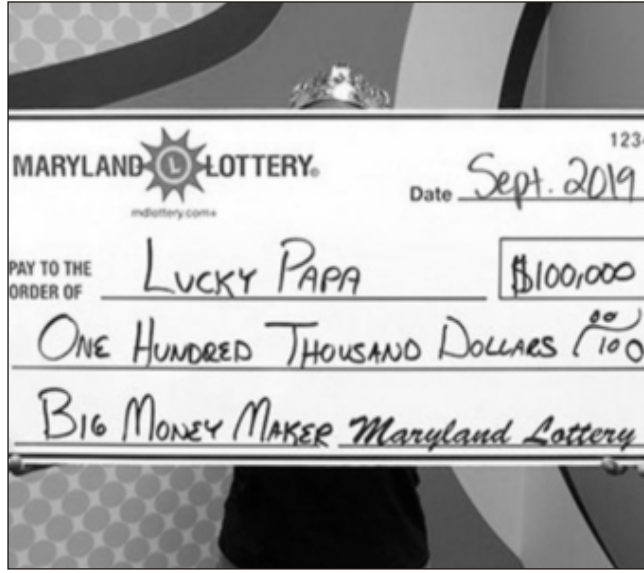 1234
MARYLAND L LOTTERY®
mdlottery.com
Date Sept. 2019
PAY TO THE
ORDER OF
LUCKY PAPA
$100,000
ONE HUNDRED THOUSAND DOLLARS 00/100
BIG MONEY MAKER Maryland Lottery